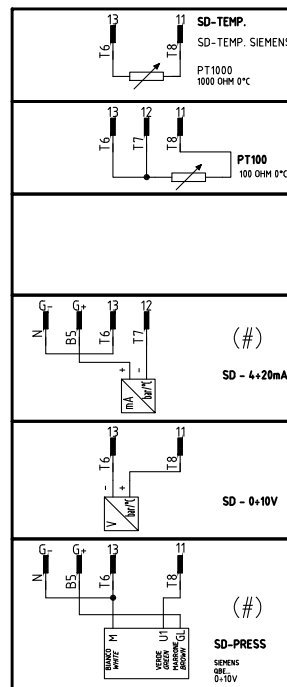 13 11 SD-TEMP.
SD-TEMP. SIEMENS
T6 T8
PT1000
1000 OHM 0°C
13 12 11
T6 T7 T8
PT100
100 OHM 0°C
G- G+ 13 12
N B5 T6 T7
(#)
+ -
mA bar/°C
SD - 4÷20mA
13 11
T6 T8
- +
V bar/°C
SD - 0÷10V
G- G+ 13 11
N B5 T6 T8
(#)
M U1 GL
BIANCO
WHITE
VERDE
GREEN
MARRONE
BROWN
SD-PRESS
SIEMENS
QBE...
0÷10V